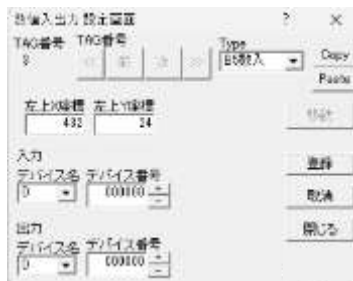 数値入出力 設定画面 ? ×
TAG番号 TAG番号 Type
<< 前 次 >> Copy
Paste
左上X座標 左上Y座標
432 24
入力
デバイス名 デバイス番号
D 000000 + -
登録
取消
出力
閉じる
デバイス名 デバイス番号
D 000000 + -